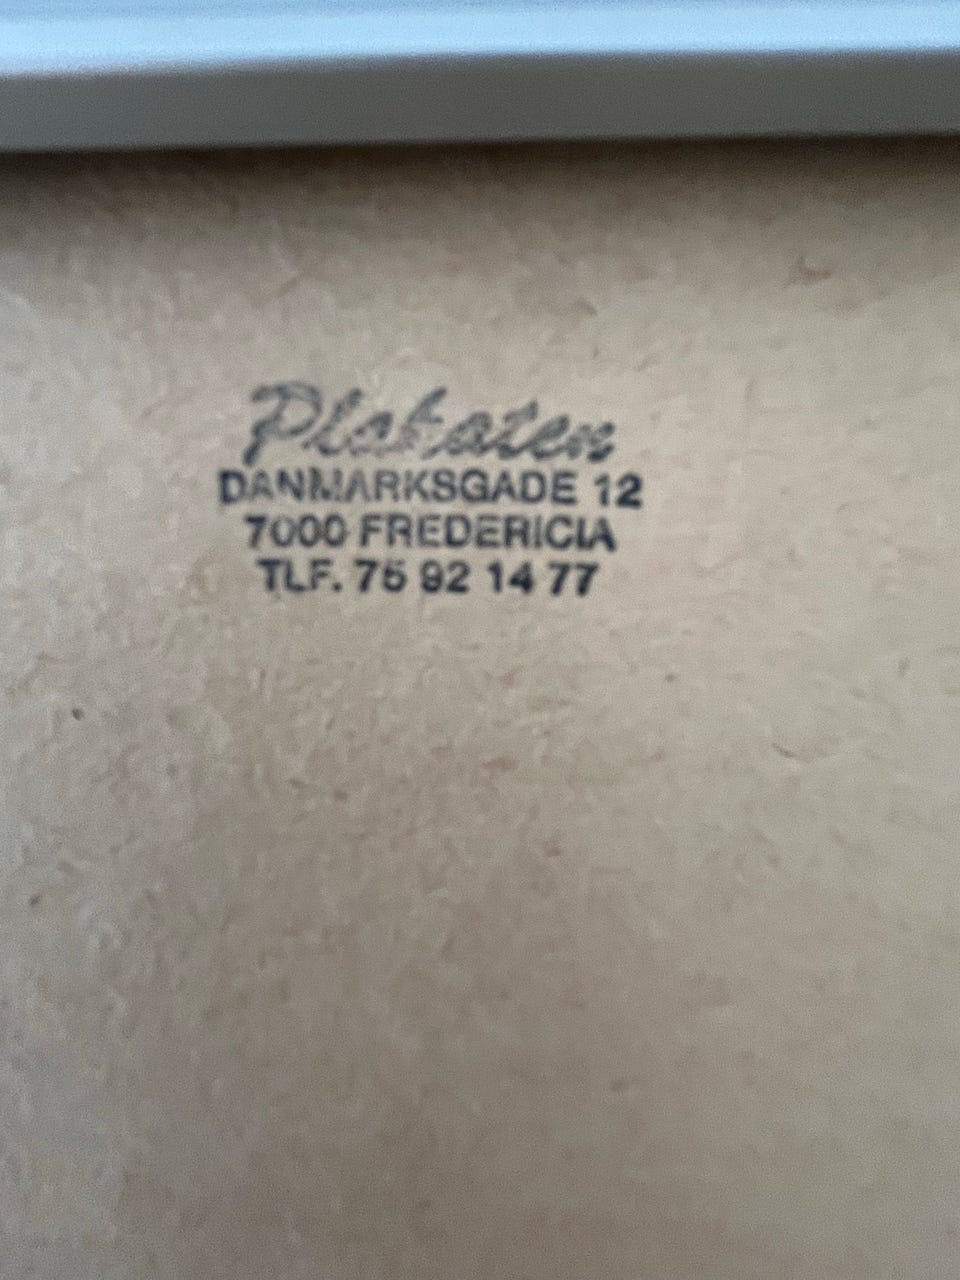 Plakaten
DANMARKSGADE 12
7000 FREDERICIA
TLF. 75 92 14 77